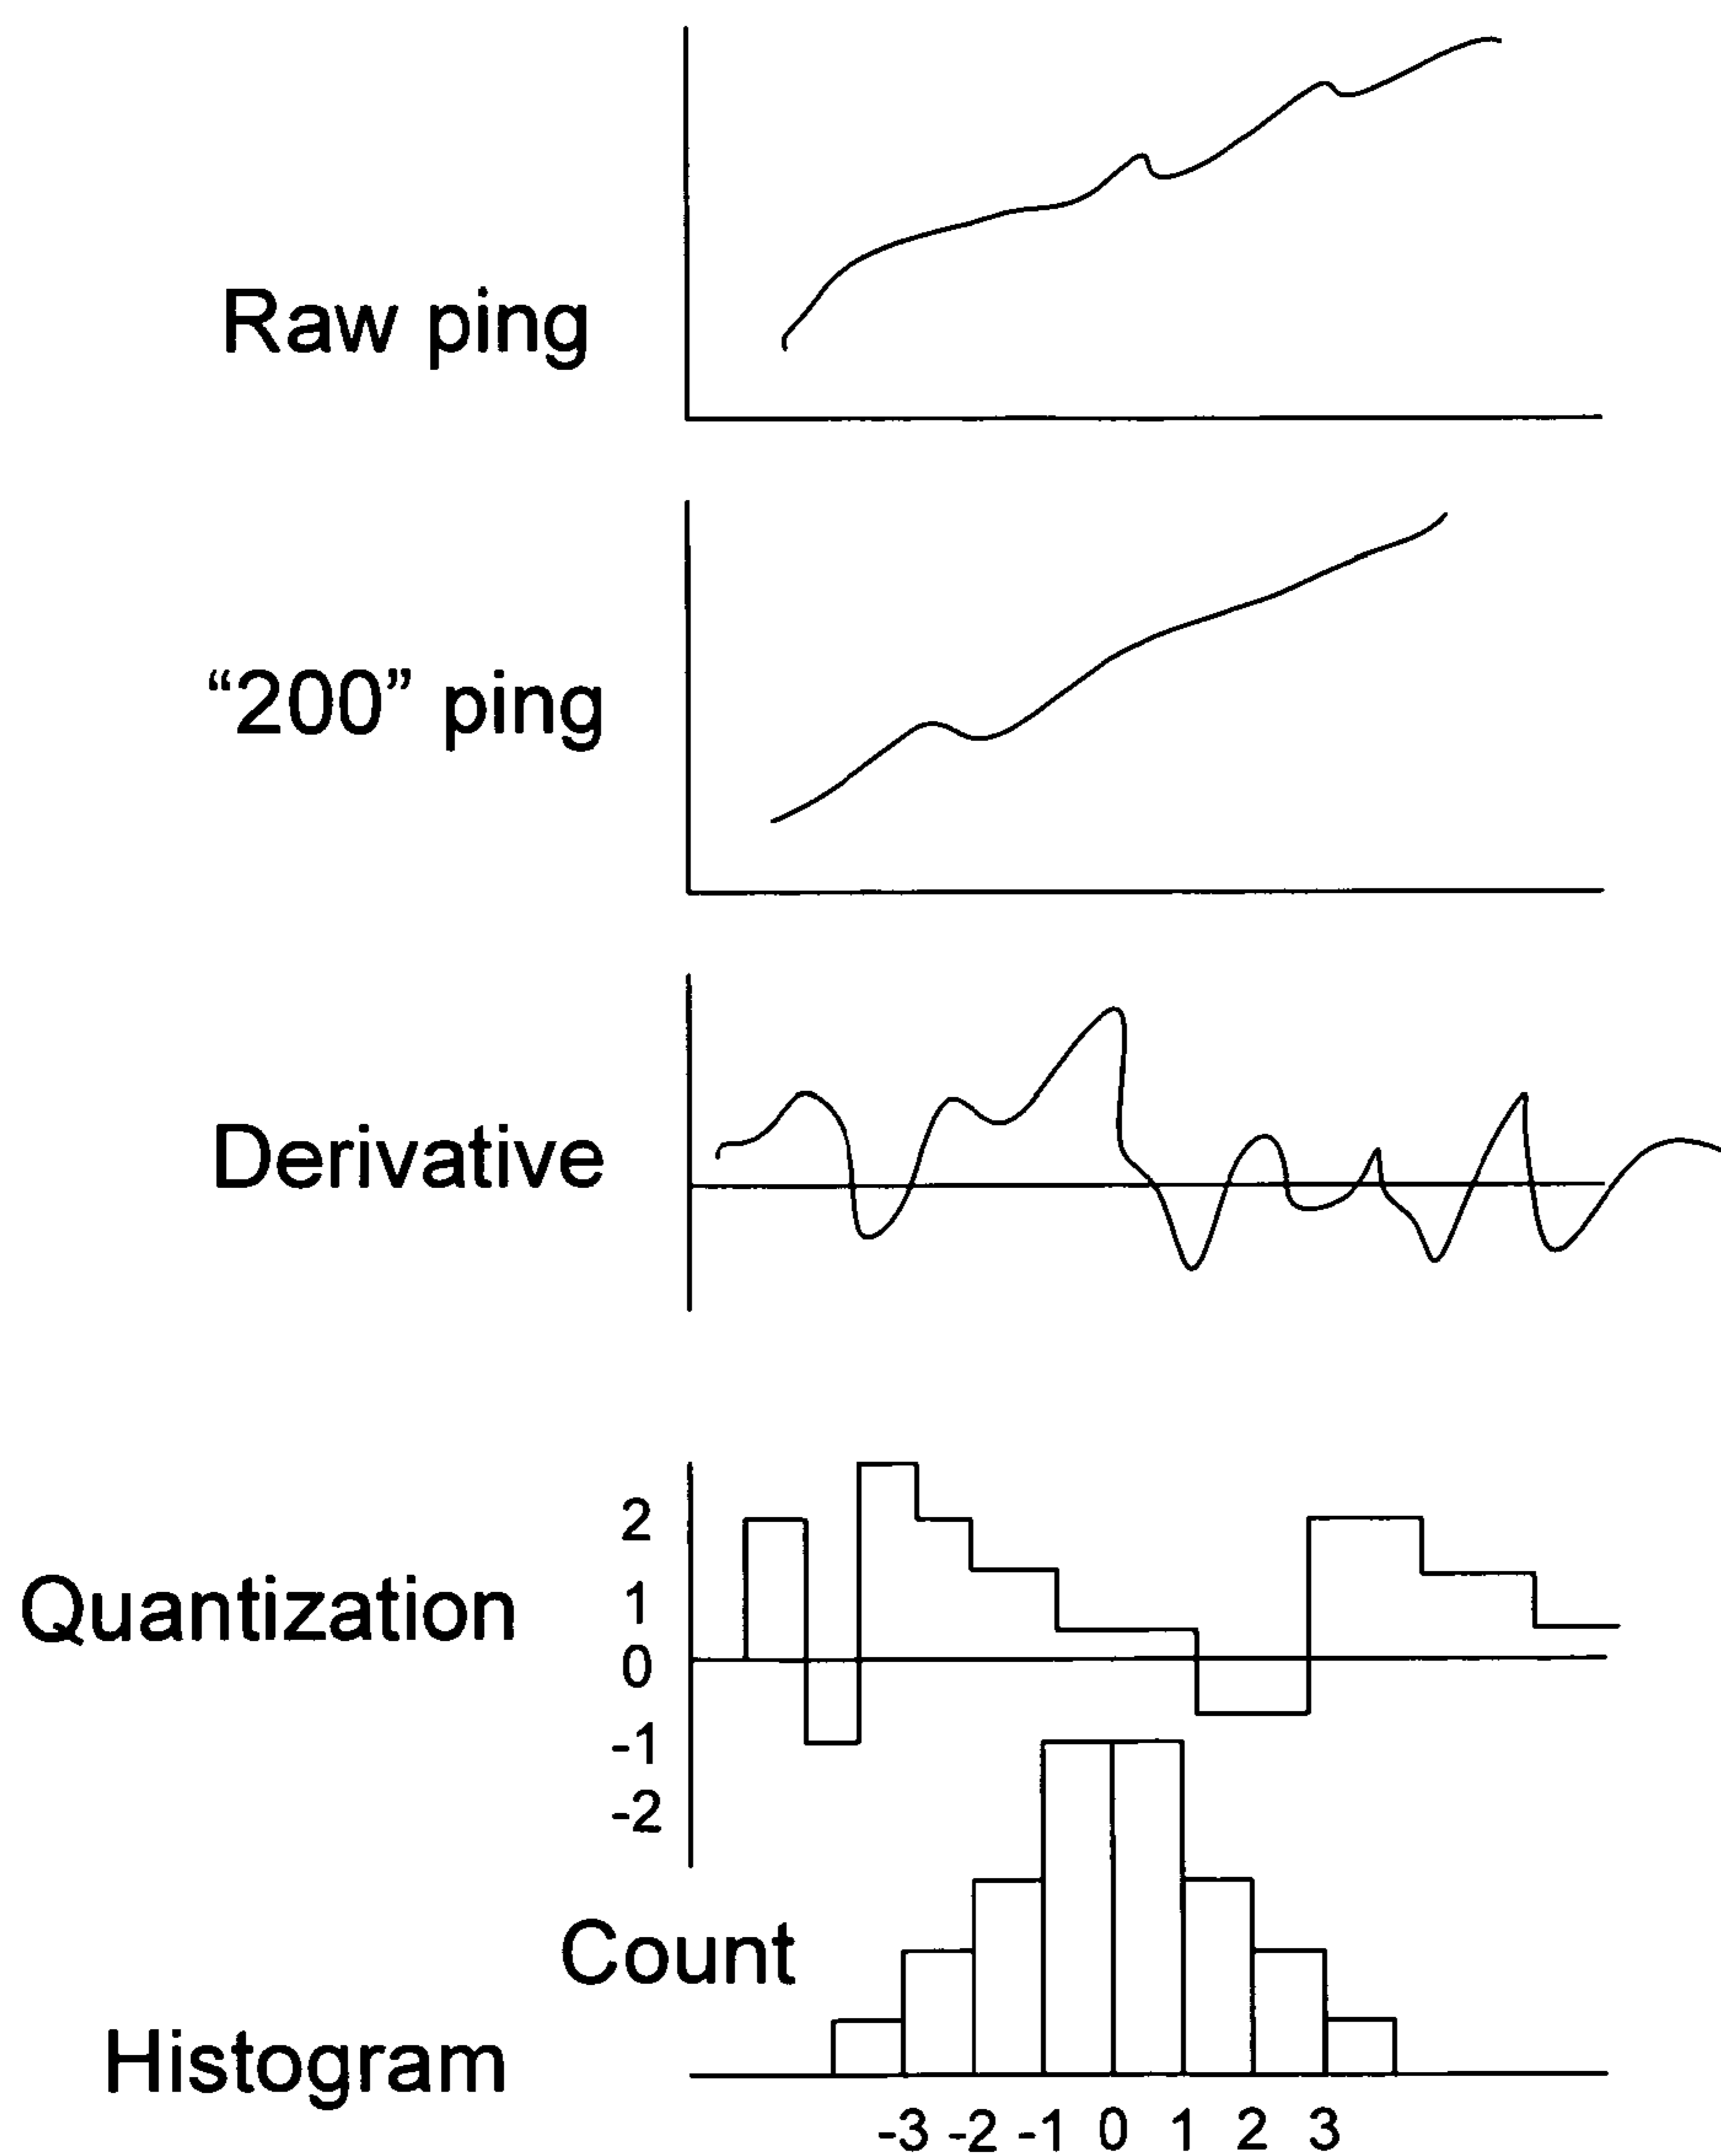 Raw ping
“200” ping
Derivative
Quantization
2
1
0
-1
-2
Count
Histogram
-3 -2 -1 0 1 2 3